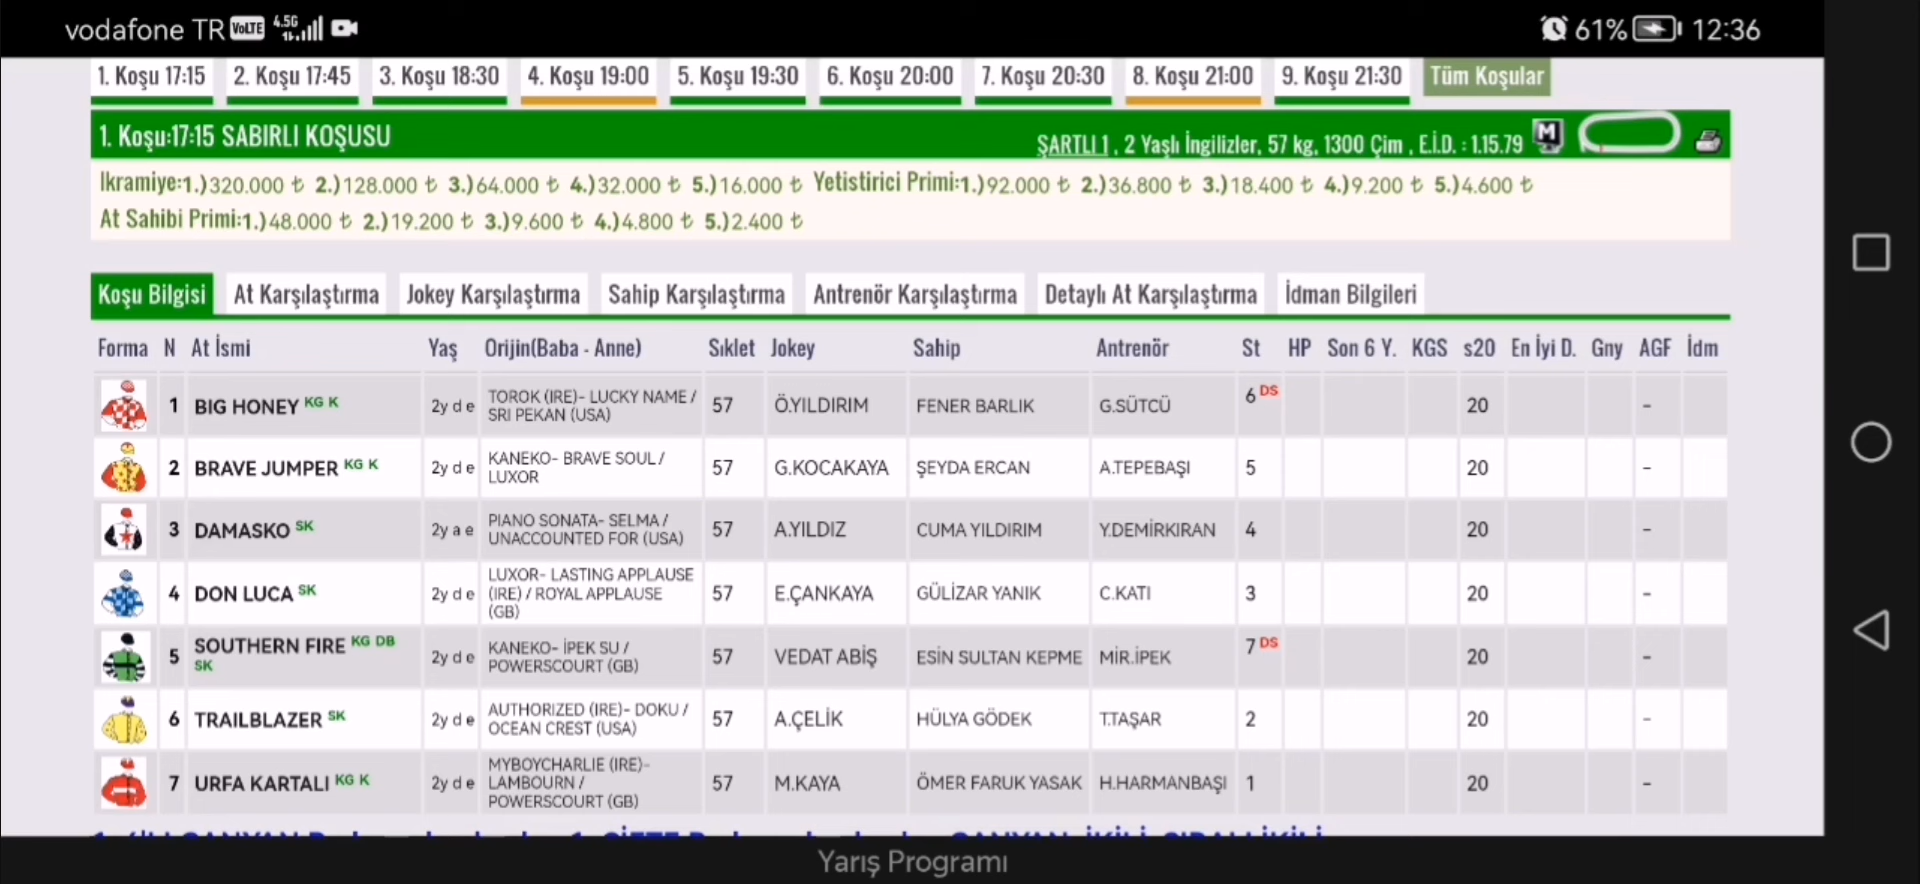 vodafone TR VoLTE 4.5G 61% 12:36
1. Koşu 17:15 2. Koşu 17:45 3. Koşu 18:30 4. Koşu 19:00 5. Koşu 19:30 6. Koşu 20:00 7. Koşu 20:30 8. Koşu 21:00 9. Koşu 21:30 Tüm Koşular
1. Koşu:17:15 SABIRLI KOŞUSU
ŞARTLI 1 , 2 Yaşlı İngilizler, 57 kg, 1300 Çim , E.İ.D. : 1.15.79 M
Ikramiye:1.)320.000 ₺ 2.)128.000 ₺ 3.)64.000 ₺ 4.)32.000 ₺ 5.)16.000 ₺ Yetistirici Primi:1.)92.000 ₺ 2.)36.800 ₺ 3.)18.400 ₺ 4.)9.200 ₺ 5.)4.600 ₺
At Sahibi Primi:1.)48.000 ₺ 2.)19.200 ₺ 3.)9.600 ₺ 4.)4.800 ₺ 5.)2.400 ₺
Koşu Bilgisi At Karşılaştırma Jokey Karşılaştırma Sahip Karşılaştırma Antrenör Karşılaştırma Detaylı At Karşılaştırma İdman Bilgileri
Forma N At İsmi Yaş Orijin(Baba - Anne) Sıklet Jokey Sahip Antrenör St HP Son 6 Y. KGS s20 En İyi D. Gny AGF İdm
1 BIG HONEY KG K 2y d e TOROK (IRE)- LUCKY NAME /
SRI PEKAN (USA) 57 Ö.YILDIRIM FENER BARLIK G.SÜTCÜ 6 DS 20 -
2 BRAVE JUMPER KG K 2y d e KANEKO- BRAVE SOUL /
LUXOR 57 G.KOCAKAYA ŞEYDA ERCAN A.TEPEBAŞI 5 20 -
3 DAMASKO SK 2y a e PIANO SONATA- SELMA /
UNACCOUNTED FOR (USA) 57 A.YILDIZ CUMA YILDIRIM Y.DEMİRKIRAN 4 20 -
4 DON LUCA SK 2y d e LUXOR- LASTING APPLAUSE
(IRE) / ROYAL APPLAUSE
(GB) 57 E.ÇANKAYA GÜLİZAR YANIK C.KATI 3 20 -
5 SOUTHERN FIRE KG DB
SK 2y d e KANEKO- İPEK SU /
POWERSCOURT (GB) 57 VEDAT ABİŞ ESİN SULTAN KEPME MİR.İPEK 7 DS 20 -
6 TRAILBLAZER SK 2y d e AUTHORIZED (IRE)- DOKU /
OCEAN CREST (USA) 57 A.ÇELİK HÜLYA GÖDEK T.TAŞAR 2 20 -
7 URFA KARTALI KG K 2y d e MYBOYCHARLIE (IRE)-
LAMBOURN /
POWERSCOURT (GB) 57 M.KAYA ÖMER FARUK YASAK H.HARMANBAŞI 1 20 -
Yarış Programı